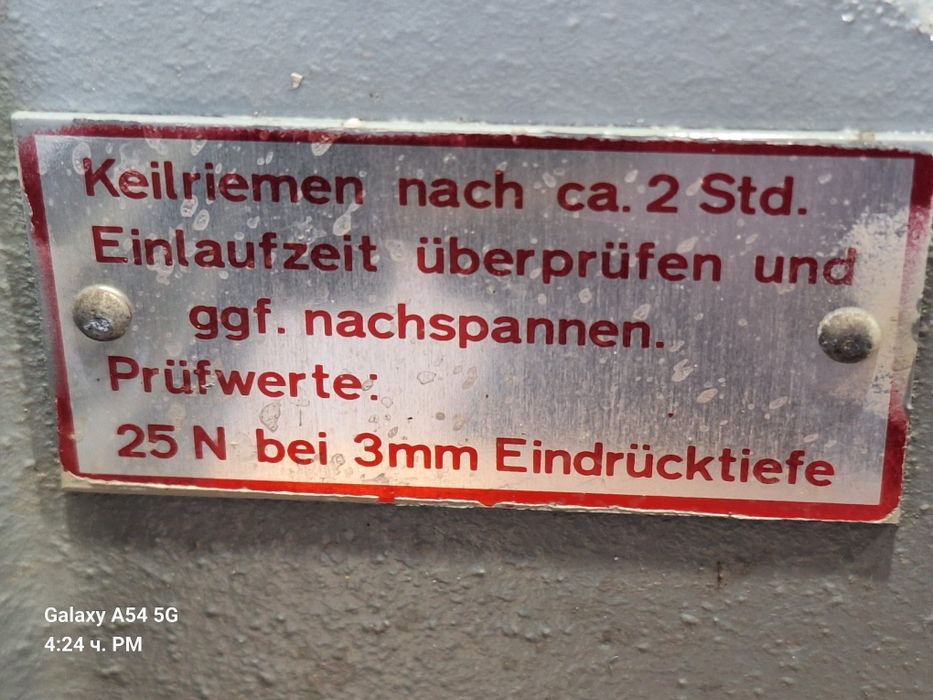 Keilriemen nach ca. 2 Std.
Einlaufzeit überprüfen und
ggf. nachspannen.
Prüfwerte:
25 N bei 3mm Eindrücktiefe
Galaxy A54 5G
4:24 ч. PM